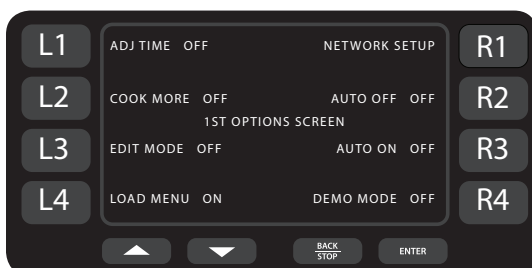 L1 ADJ TIME OFF NETWORK SETUP R1
L2 COOK MORE OFF AUTO OFF OFF R2
1ST OPTIONS SCREEN
L3 EDIT MODE OFF AUTO ON OFF R3
L4 LOAD MENU ON DEMO MODE OFF R4
BACK
STOP
ENTER